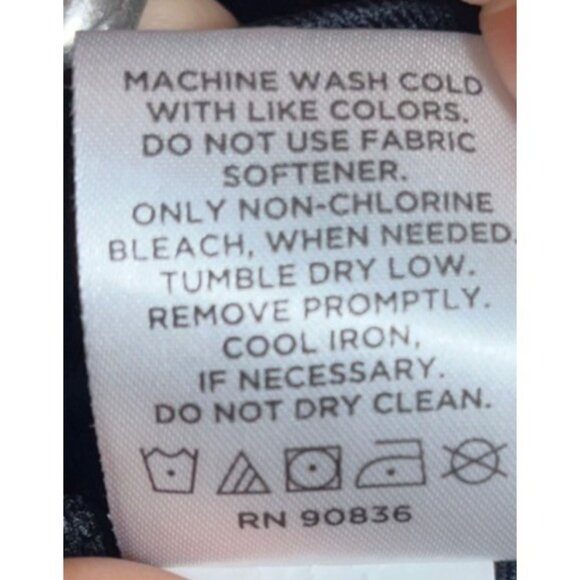 MACHINE WASH COLD
WITH LIKE COLORS.
DO NOT USE FABRIC
SOFTENER.
ONLY NON-CHLORINE
BLEACH, WHEN NEEDED.
TUMBLE DRY LOW.
REMOVE PROMPTLY.
COOL IRON,
IF NECESSARY.
DO NOT DRY CLEAN.
RN 90836